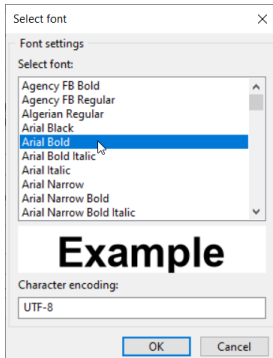 Select font
Font settings
Select font:
Agency FB Bold
Agency FB Regular
Algerian Regular
Arial Black
Arial Bold
Arial Bold Italic
Arial Italic
Arial Narrow
Arial Narrow Bold
Arial Narrow Bold Italic
Example
Character encoding:
UTF-8
OK Cancel